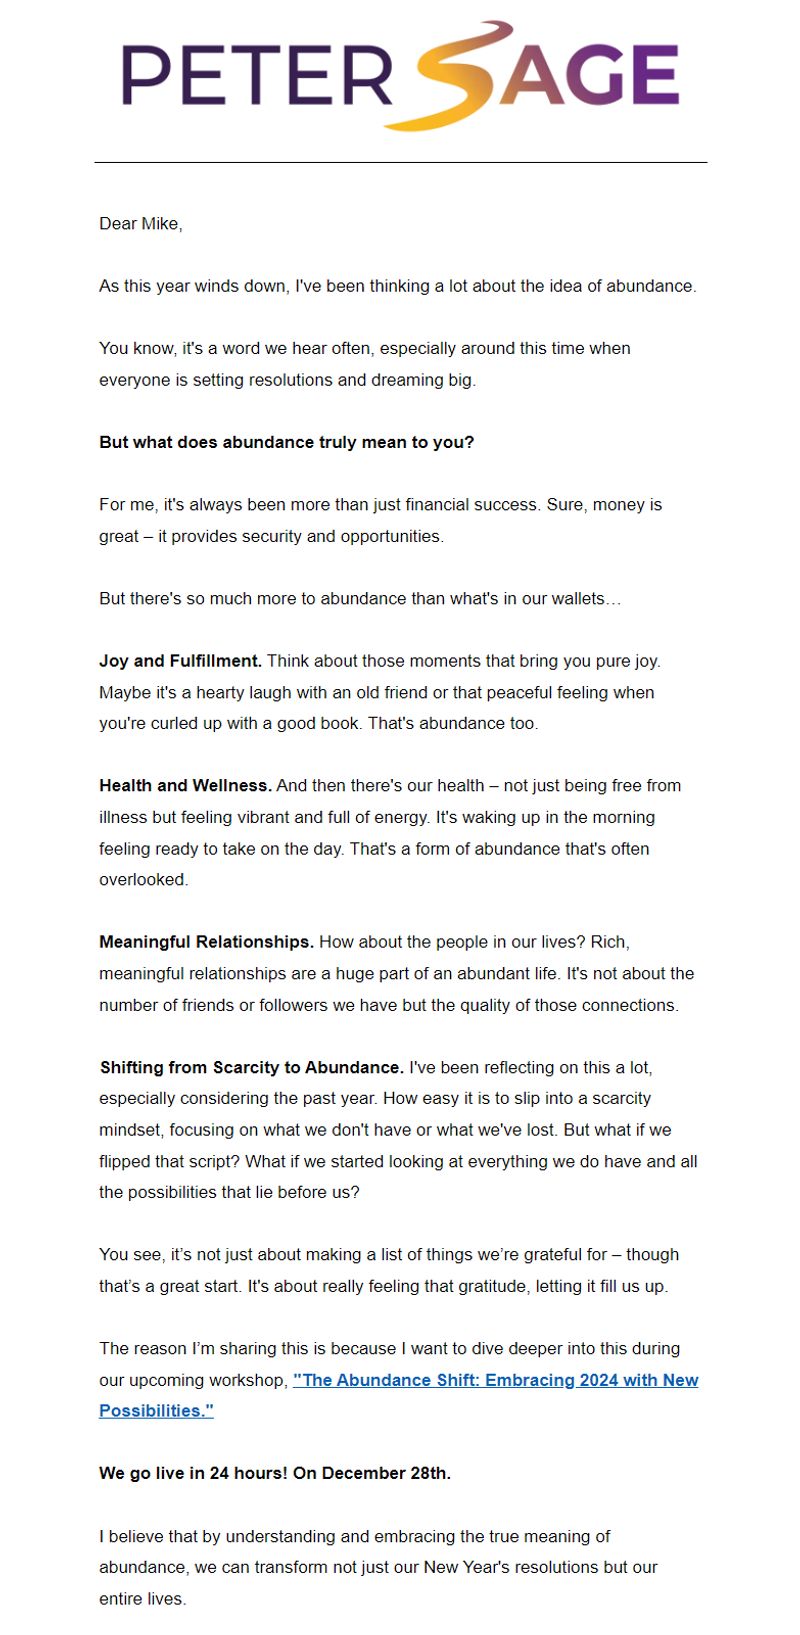 PETER SAGE
Dear Mike,
As this year winds down, I've been thinking a lot about the idea of abundance.
You know, it's a word we hear often, especially around this time when
everyone is setting resolutions and dreaming big.
But what does abundance truly mean to you?
For me, it's always been more than just financial success. Sure, money is
great – it provides security and opportunities.
But there's so much more to abundance than what's in our wallets…
Joy and Fulfillment. Think about those moments that bring you pure joy.
Maybe it's a hearty laugh with an old friend or that peaceful feeling when
you're curled up with a good book. That's abundance too.
Health and Wellness. And then there's our health – not just being free from
illness but feeling vibrant and full of energy. It's waking up in the morning
feeling ready to take on the day. That's a form of abundance that's often
overlooked.
Meaningful Relationships. How about the people in our lives? Rich,
meaningful relationships are a huge part of an abundant life. It's not about the
number of friends or followers we have but the quality of those connections.
Shifting from Scarcity to Abundance. I've been reflecting on this a lot,
especially considering the past year. How easy it is to slip into a scarcity
mindset, focusing on what we don't have or what we've lost. But what if we
flipped that script? What if we started looking at everything we do have and all
the possibilities that lie before us?
You see, it’s not just about making a list of things we’re grateful for – though
that’s a great start. It's about really feeling that gratitude, letting it fill us up.
The reason I’m sharing this is because I want to dive deeper into this during
our upcoming workshop, "The Abundance Shift: Embracing 2024 with New
Possibilities."
We go live in 24 hours! On December 28th.
I believe that by understanding and embracing the true meaning of
abundance, we can transform not just our New Year's resolutions but our
entire lives.